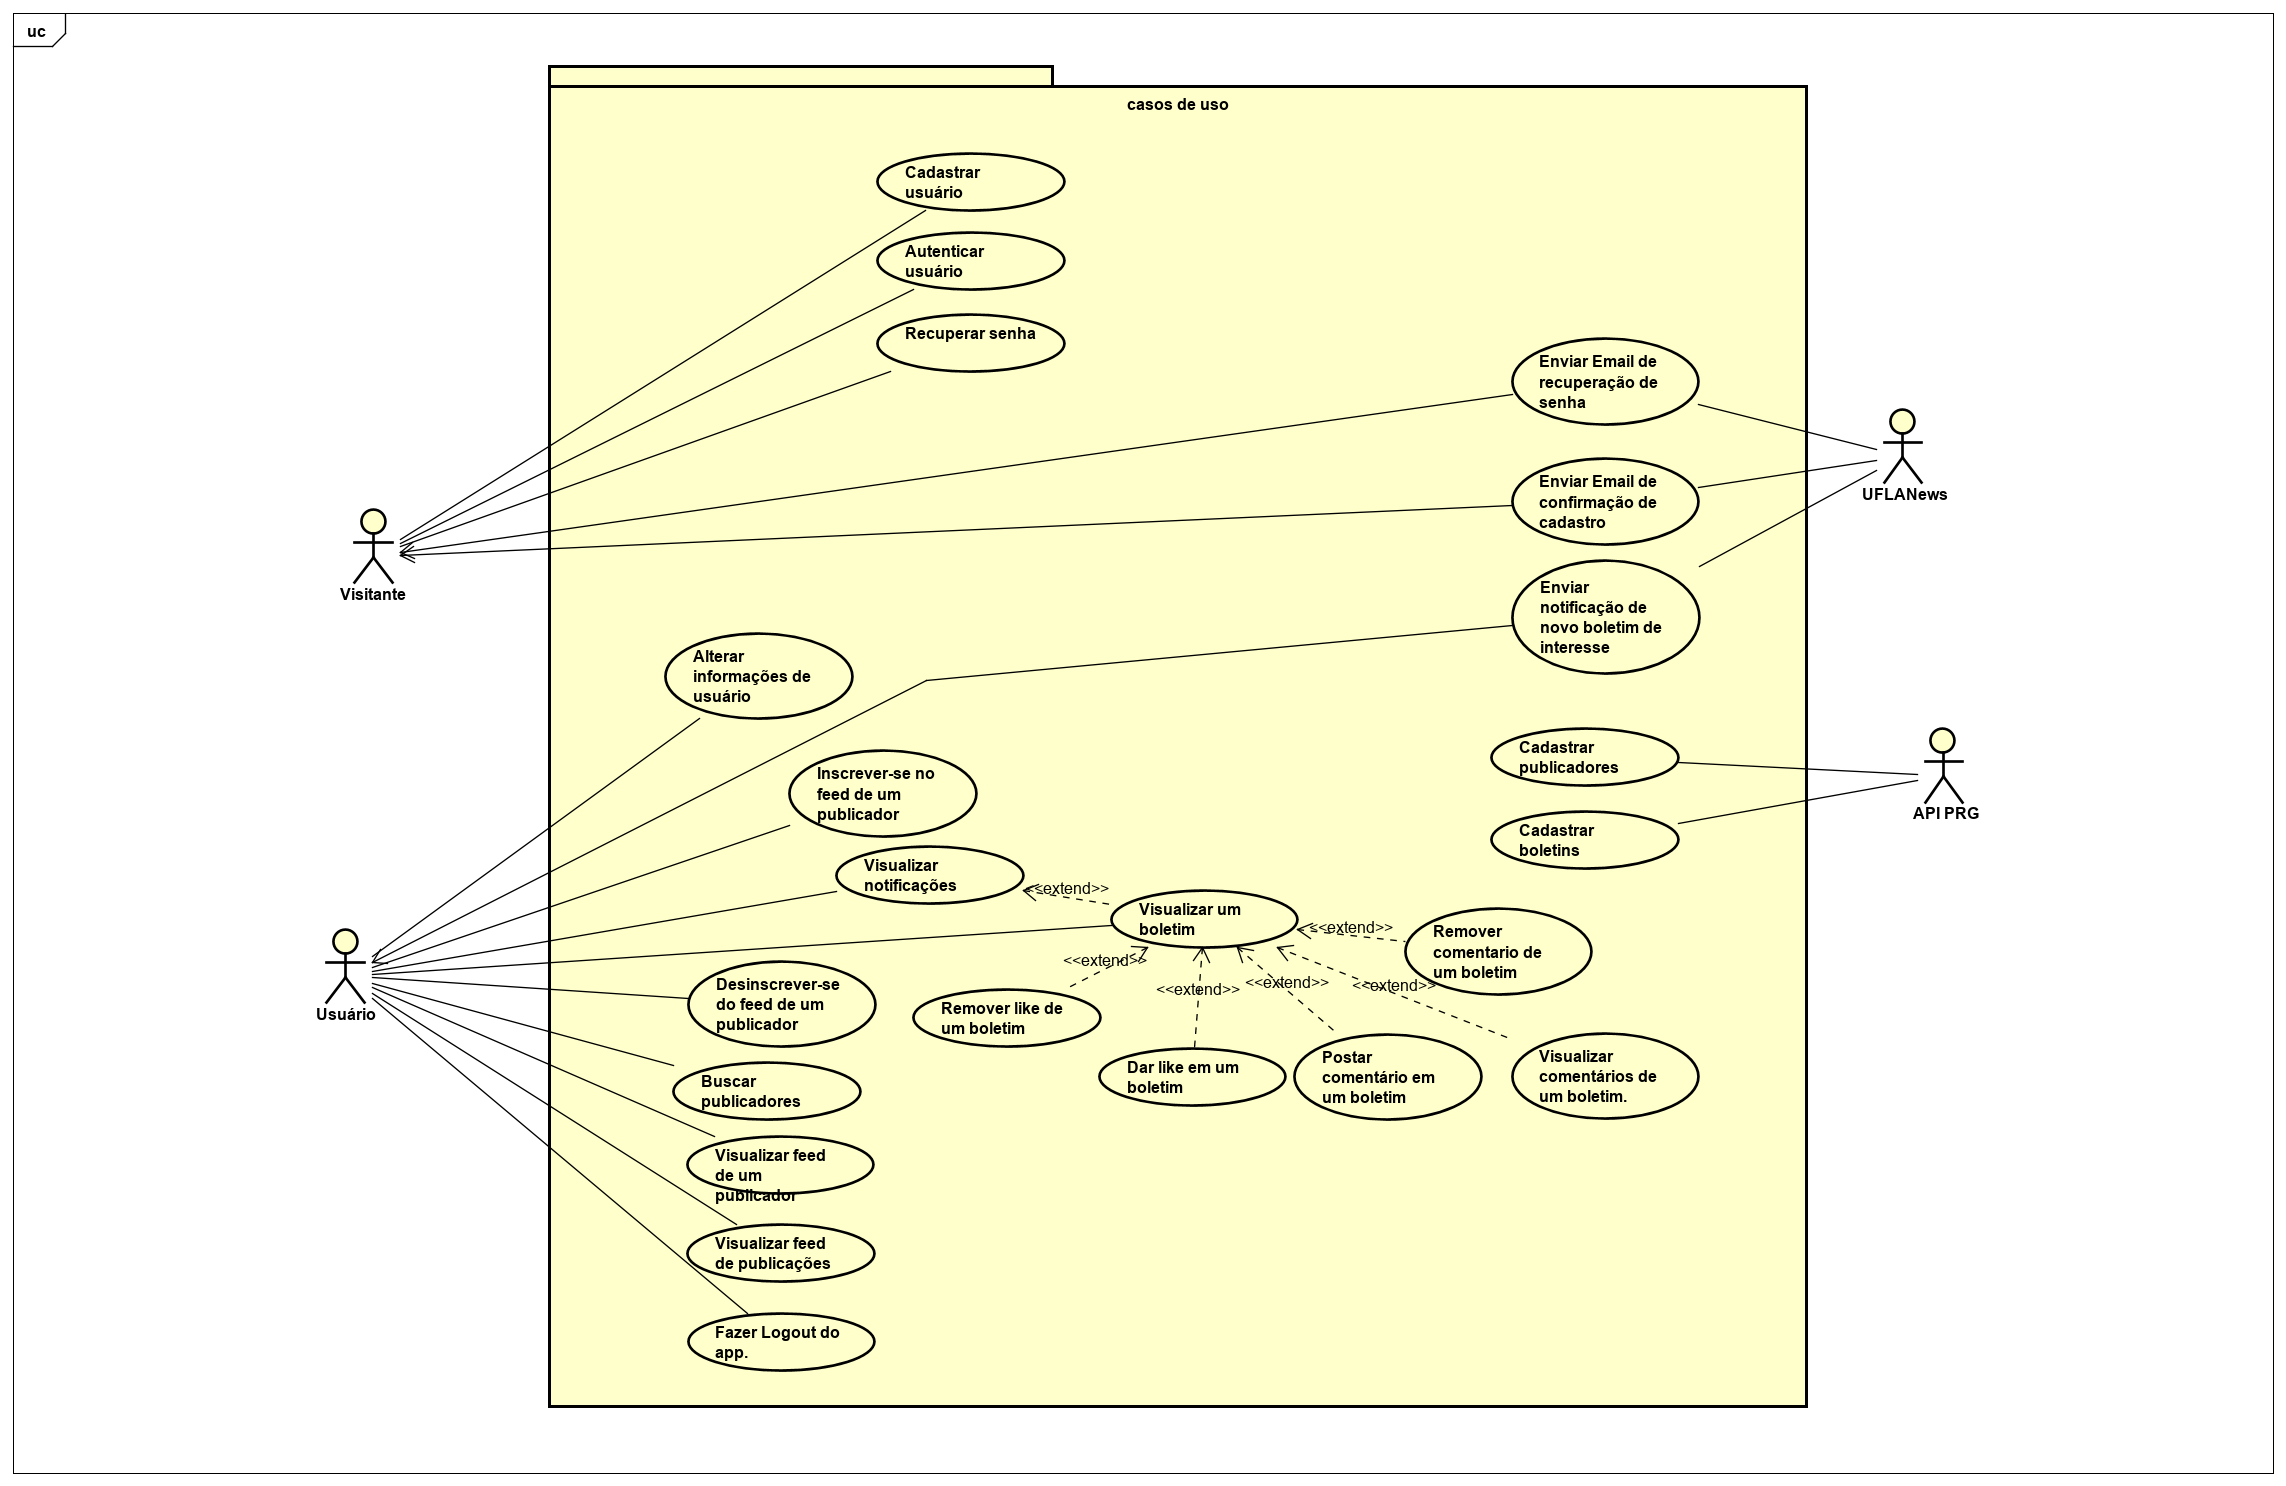 uc
casos de uso
Cadastrar
usuário
Autenticar
usuário
Recuperar senha
Enviar Email de
recuperação de
senha
Enviar Email de
confirmação de
cadastro
UFLANews
Visitante
Enviar
notificação de
novo boletim de
interesse
Alterar
informações de
usuário
Cadastrar
publicadores
API PRG
Cadastrar
boletins
Inscrever-se no
feed de um
publicador
Visualizar
notificações
<<extend>>
Visualizar um
boletim
<<extend>>
Remover
comentario de
um boletim
<<extend>>
<<extend>>
<<extend>>
<<extend>>
Usuário
Desinscrever-se
do feed de um
publicador
Remover like de
um boletim
Dar like em um
boletim
Postar
comentário em
um boletim
Visualizar
comentários de
um boletim.
Buscar
publicadores
Visualizar feed
de um
publicador
Visualizar feed
de publicações
Fazer Logout do
app.